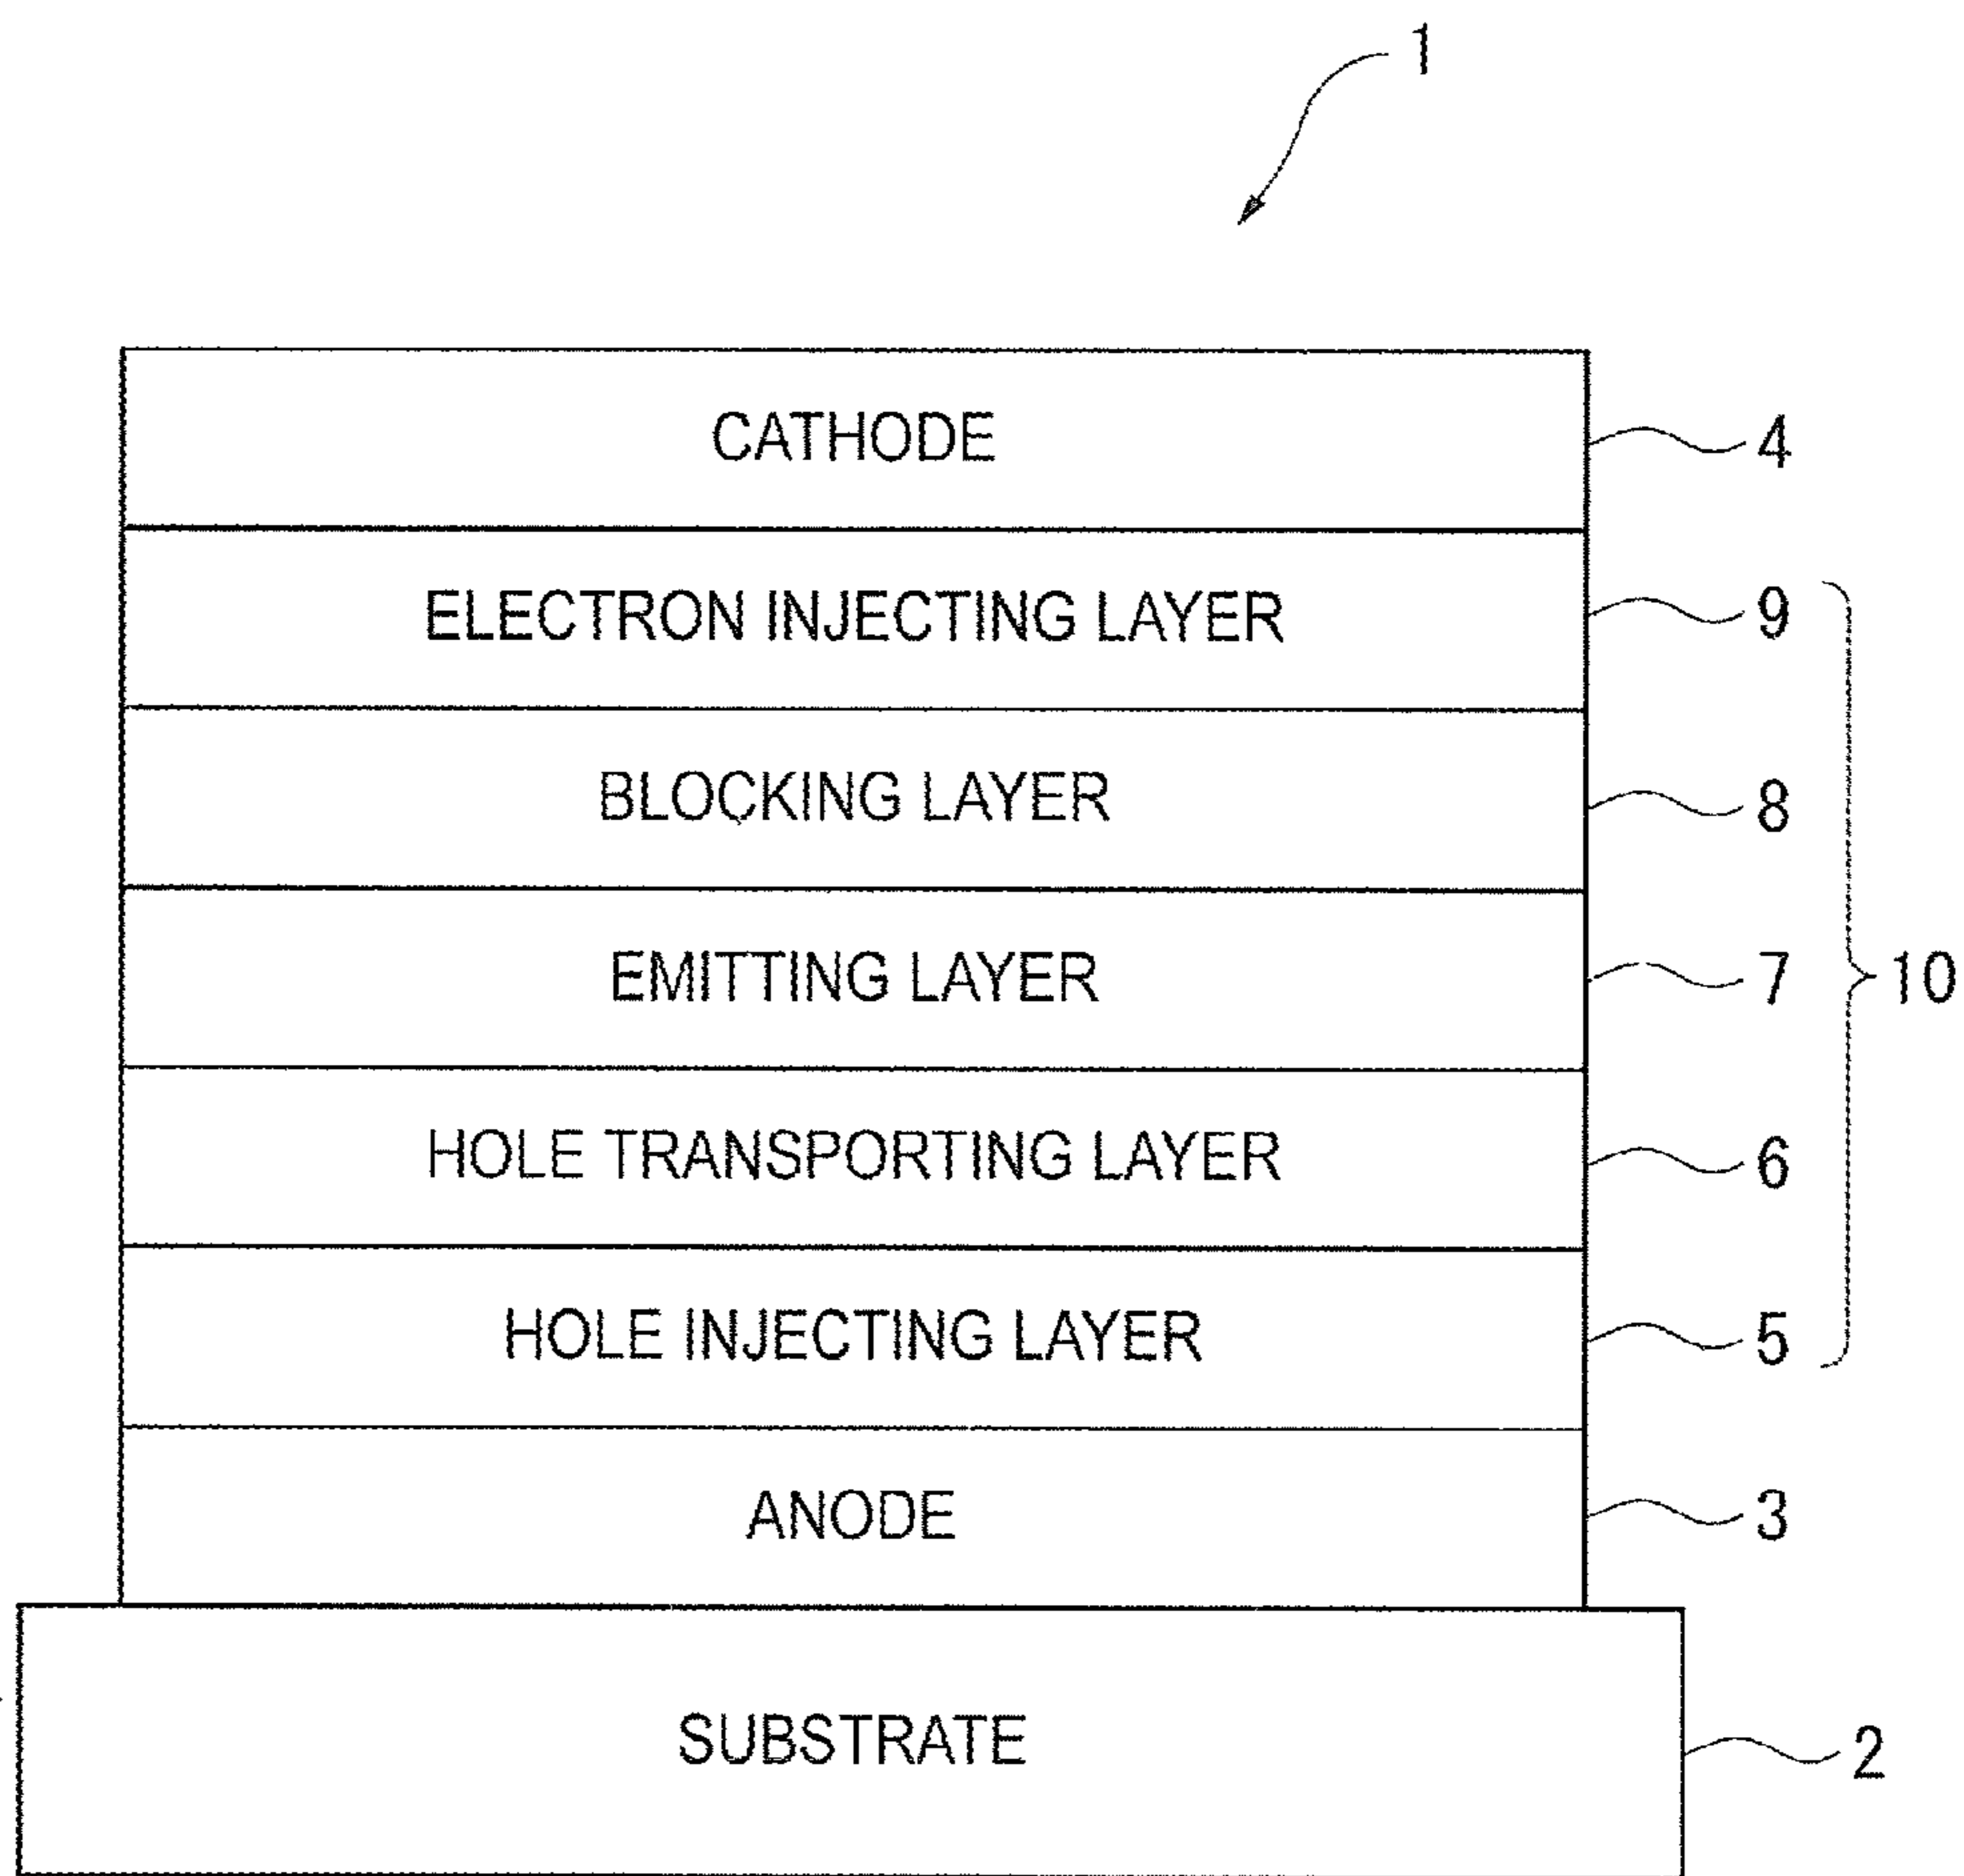 1
CATHODE 4
ELECTRON INJECTING LAYER 9
BLOCKING LAYER 8
EMITTING LAYER 7 10
HOLE TRANSPORTING LAYER 6
HOLE INJECTING LAYER 5
ANODE 3
SUBSTRATE 2